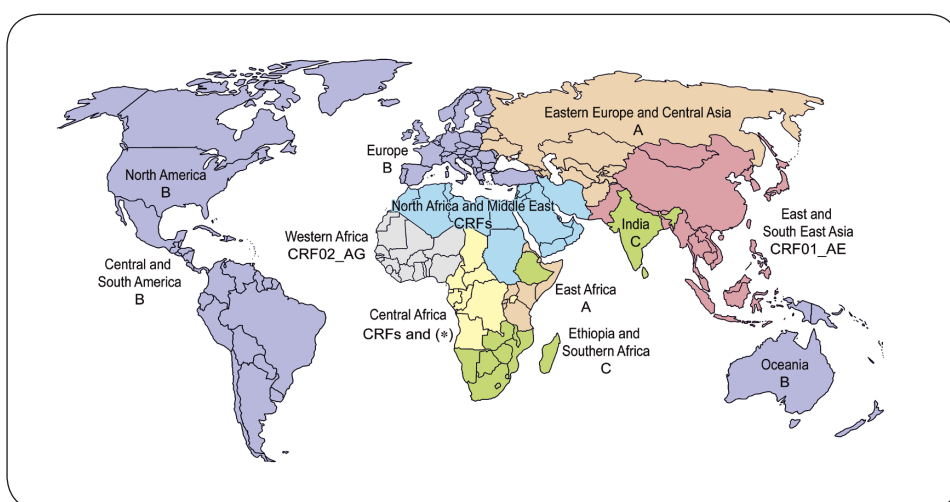 Eastern Europe and Central Asia
A
Europe
B
North America
B
North Africa and Middle East
CRFs
East and
South East Asia
CRF01_AE
India
C
Western Africa
CRF02_AG
Central and
South America
B
East Africa
A
Central Africa
CRFs and (*)
Ethiopia and
Southern Africa
C
Oceania
B